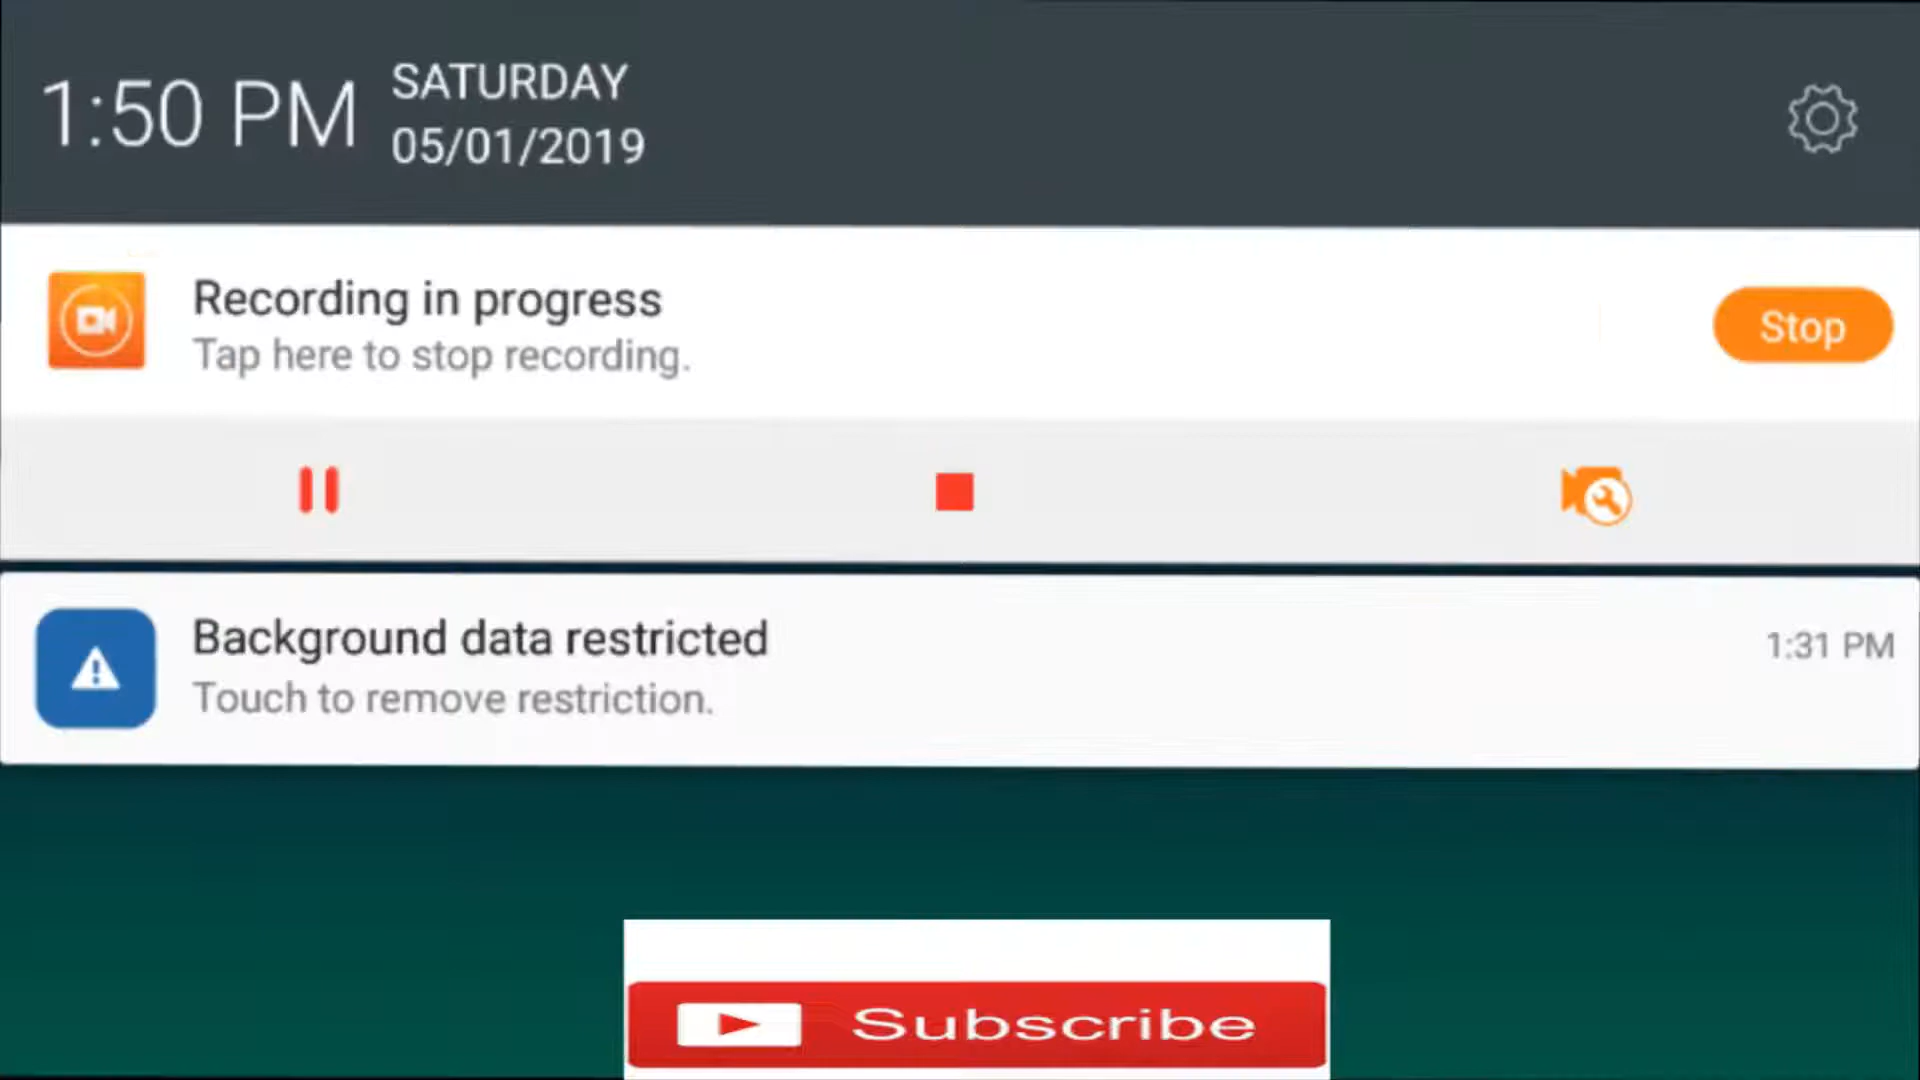 1:50 PM
SATURDAY
05/01/2019
Recording in progress
Tap here to stop recording.
Stop
Background data restricted
1:31 PM
Touch to remove restriction.
Subscribe